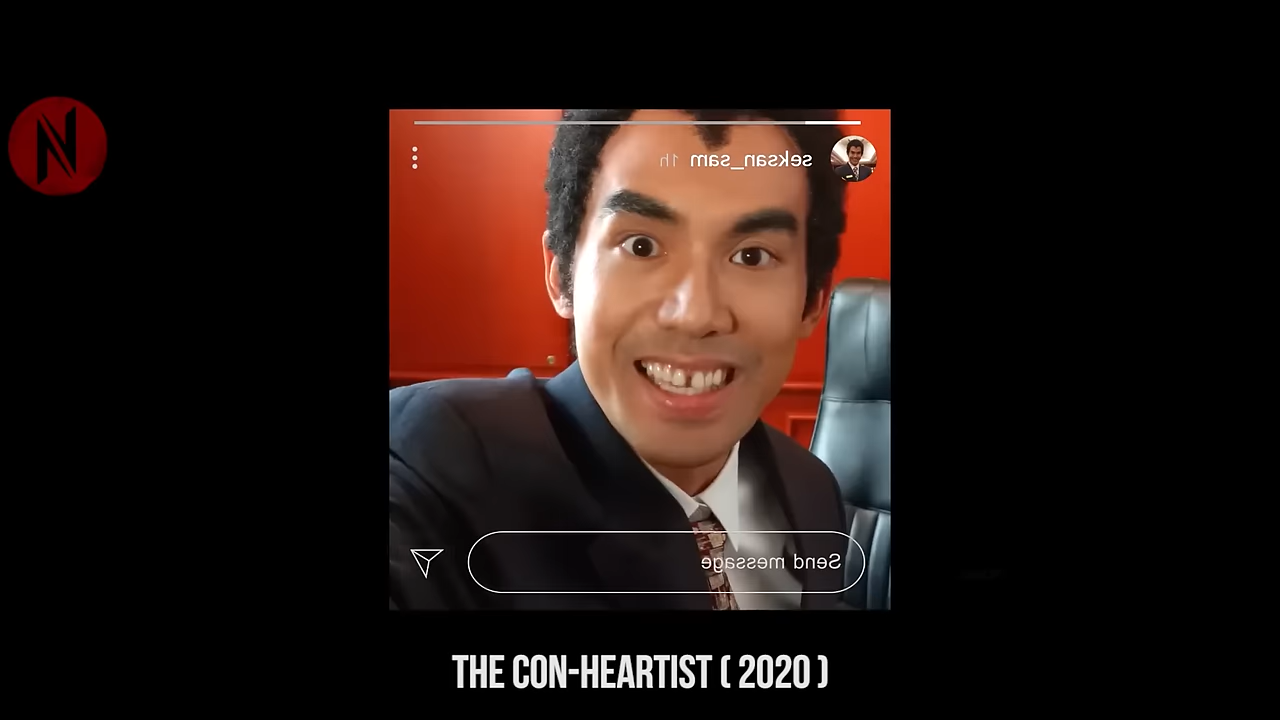 N
seksan_sam 1h
Send message
THE CON-HEARTIST ( 2020 )